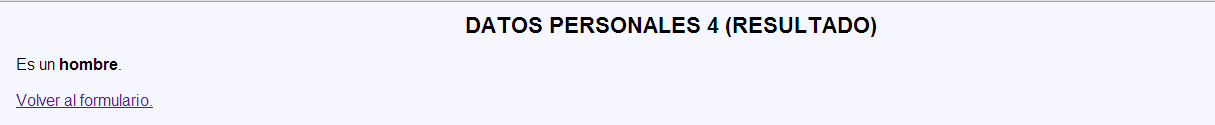 DATOS PERSONALES 4 (RESULTADO)
Es un hombre.
Volver al formulario.